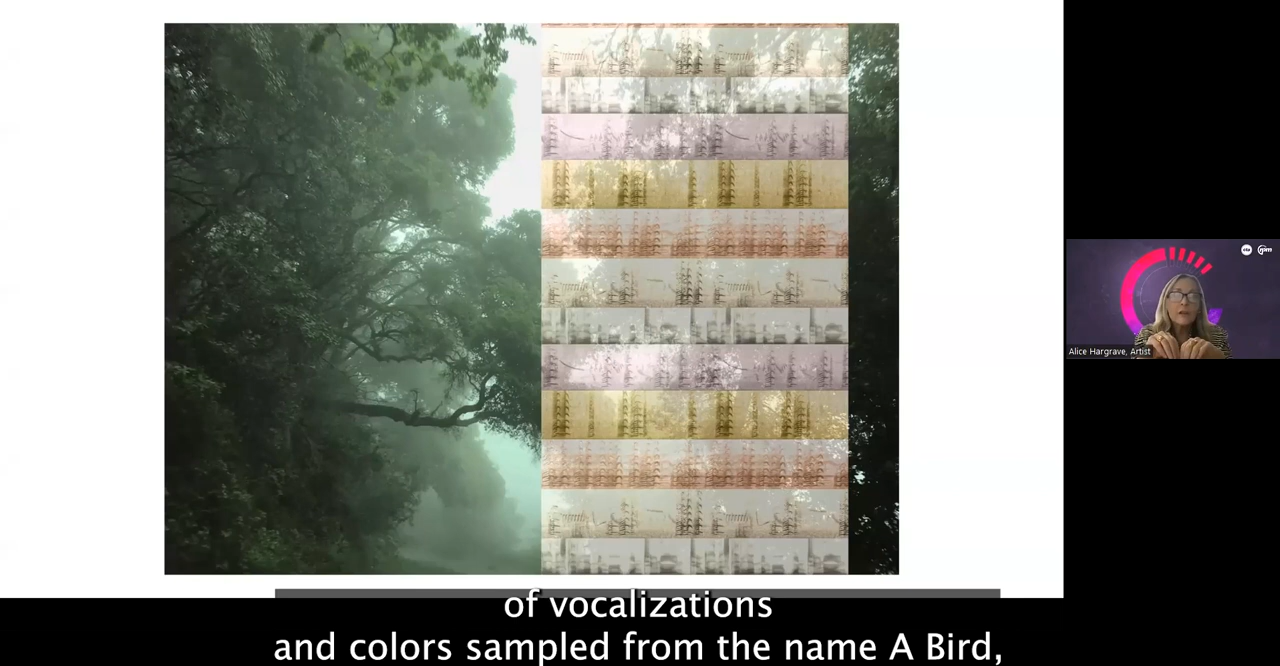 Alice Hargrave, Artist
of vocalizations
and colors sampled from the name A Bird,